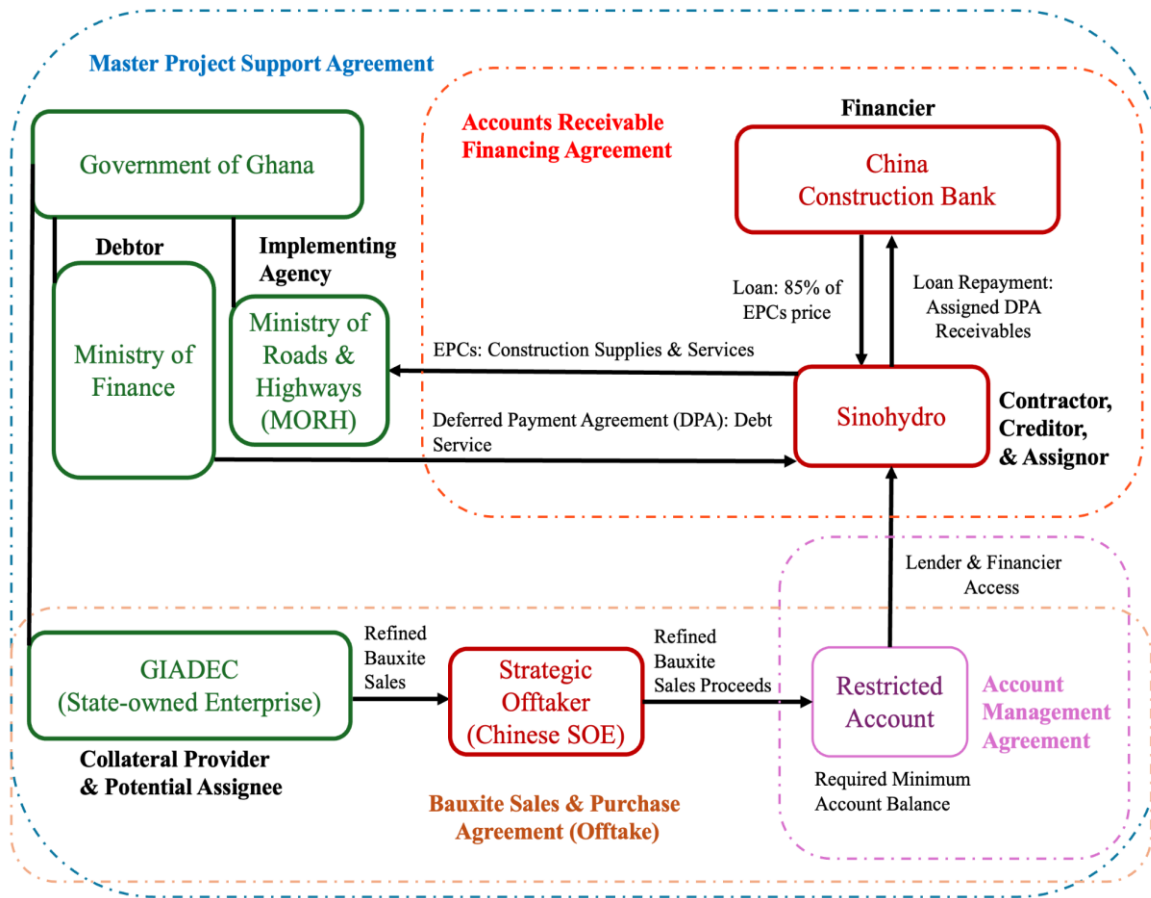 Master Project Support Agreement
Government of Ghana
Debtor
Implementing
Agency
Ministry of
Finance
Ministry of
Roads &
Highways
(MORH)
Accounts Receivable
Financing Agreement
Financier
China
Construction Bank
Loan: 85% of
EPCs price
Loan Repayment:
Assigned DPA
Receivables
EPCs: Construction Supplies & Services
Deferred Payment Agreement (DPA): Debt
Service
Sinohydro
Contractor,
Creditor,
& Assignor
Lender & Financier
Access
GIADEC
(State-owned Enterprise)
Collateral Provider
& Potential Assignee
Refined
Bauxite
Sales
Strategic
Offtaker
(Chinese SOE)
Refined
Bauxite
Sales Proceeds
Restricted
Account
Account
Management
Agreement
Required Minimum
Account Balance
Bauxite Sales & Purchase
Agreement (Offtake)